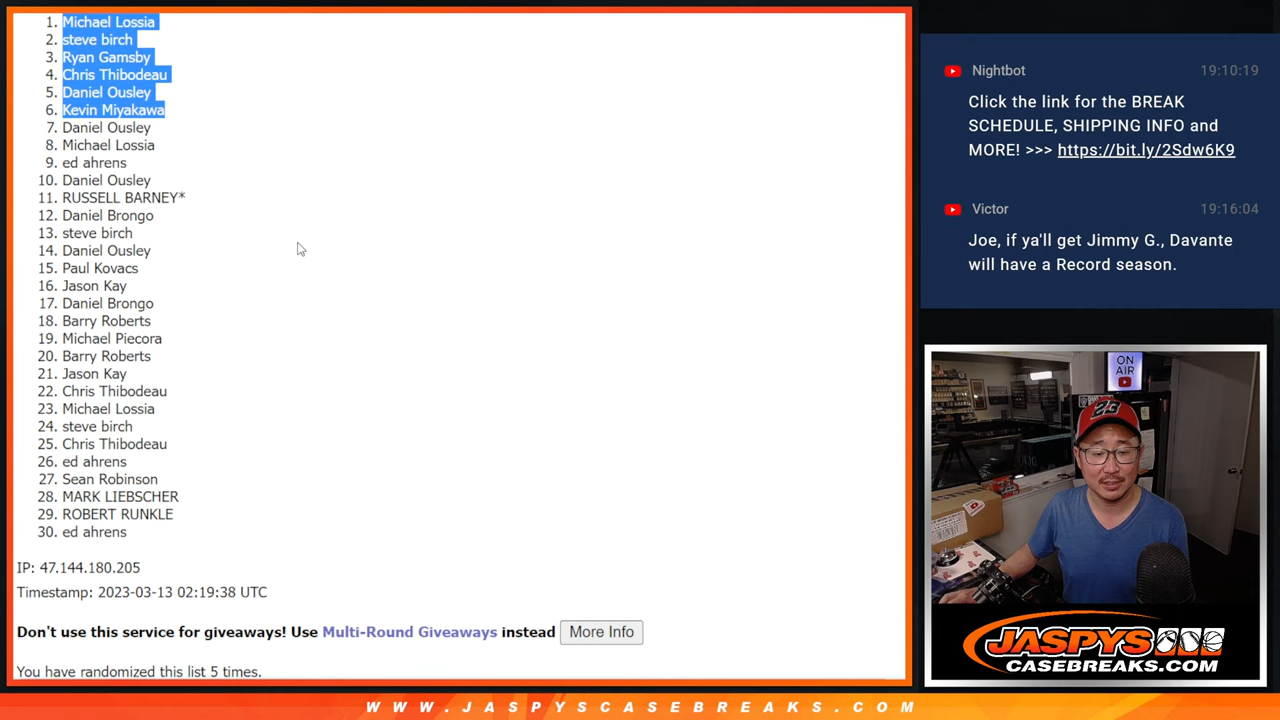 1. Michael Lossia
2. steve birch
3. Ryan Gamsby
4. Chris Thibodeau
5. Daniel Ousley
6. Kevin Miyakawa
7. Daniel Ousley
8. Michael Lossia
9. ed ahrens
10. Daniel Ousley
11. RUSSELL BARNEY*
12. Daniel Brongo
13. steve birch
14. Daniel Ousley
15. Paul Kovacs
16. Jason Kay
17. Daniel Brongo
18. Barry Roberts
19. Michael Piecora
20. Barry Roberts
21. Jason Kay
22. Chris Thibodeau
23. Michael Lossia
24. steve birch
25. Chris Thibodeau
26. ed ahrens
27. Sean Robinson
28. MARK LIEBSCHER
29. ROBERT RUNKLE
30. ed ahrens
IP: 47.144.180.205
Timestamp: 2023-03-13 02:19:38 UTC
Don't use this service for giveaways! Use Multi-Round Giveaways instead More Info
You have randomized this list 5 times.
Nightbot 19:10:19
Click the link for the BREAK
SCHEDULE, SHIPPING INFO and
MORE! >>> https://bit.ly/2Sdw6K9
Victor 19:16:04
Joe, if ya'll get Jimmy G., Davante
will have a Record season.
ON
AIR
23
JASPYS
CASEBREAKS.COM
WWW.JASPYSCASEBREAKS.COM